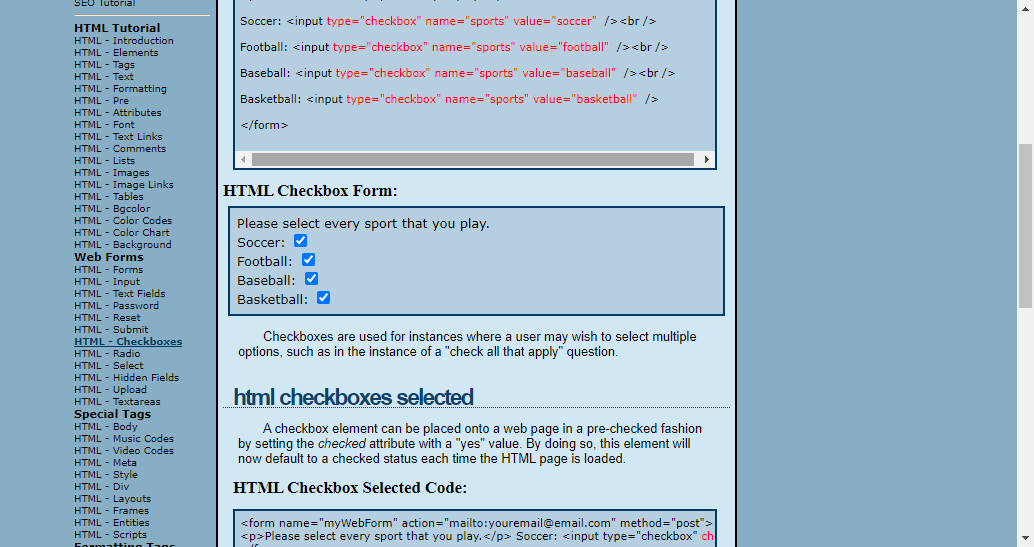 SEO Tutorial
HTML Tutorial
HTML - Introduction
HTML - Elements
HTML - Tags
HTML - Text
HTML - Formatting
HTML - Pre
HTML - Attributes
HTML - Font
HTML - Text Links
HTML - Comments
HTML - Lists
HTML - Images
HTML - Image Links
HTML - Tables
HTML - Bgcolor
HTML - Color Codes
HTML - Color Chart
HTML - Background
Web Forms
HTML - Forms
HTML - Input
HTML - Text Fields
HTML - Password
HTML - Reset
HTML - Submit
HTML - Checkboxes
HTML - Radio
HTML - Select
HTML - Hidden Fields
HTML - Upload
HTML - Textareas
Special Tags
HTML - Body
HTML - Music Codes
HTML - Video Codes
HTML - Meta
HTML - Style
HTML - Div
HTML - Layouts
HTML - Frames
HTML - Entities
HTML - Scripts
Formatting Tags
Soccer: <input type="checkbox" name="sports" value="soccer" /><br />
Football: <input type="checkbox" name="sports" value="football" /><br />
Baseball: <input type="checkbox" name="sports" value="baseball" /><br />
Basketball: <input type="checkbox" name="sports" value="basketball" />
</form>
HTML Checkbox Form:
Please select every sport that you play.
Soccer:
Football:
Baseball:
Basketball:
Checkboxes are used for instances where a user may wish to select multiple
options, such as in the instance of a "check all that apply" question.
html checkboxes selected
A checkbox element can be placed onto a web page in a pre-checked fashion
by setting the checked attribute with a "yes" value. By doing so, this element will
now default to a checked status each time the HTML page is loaded.
HTML Checkbox Selected Code:
<form name="myWebForm" action="mailto:youremail@email.com" method="post">
<p>Please select every sport that you play.</p> Soccer: <input type="checkbox" ch